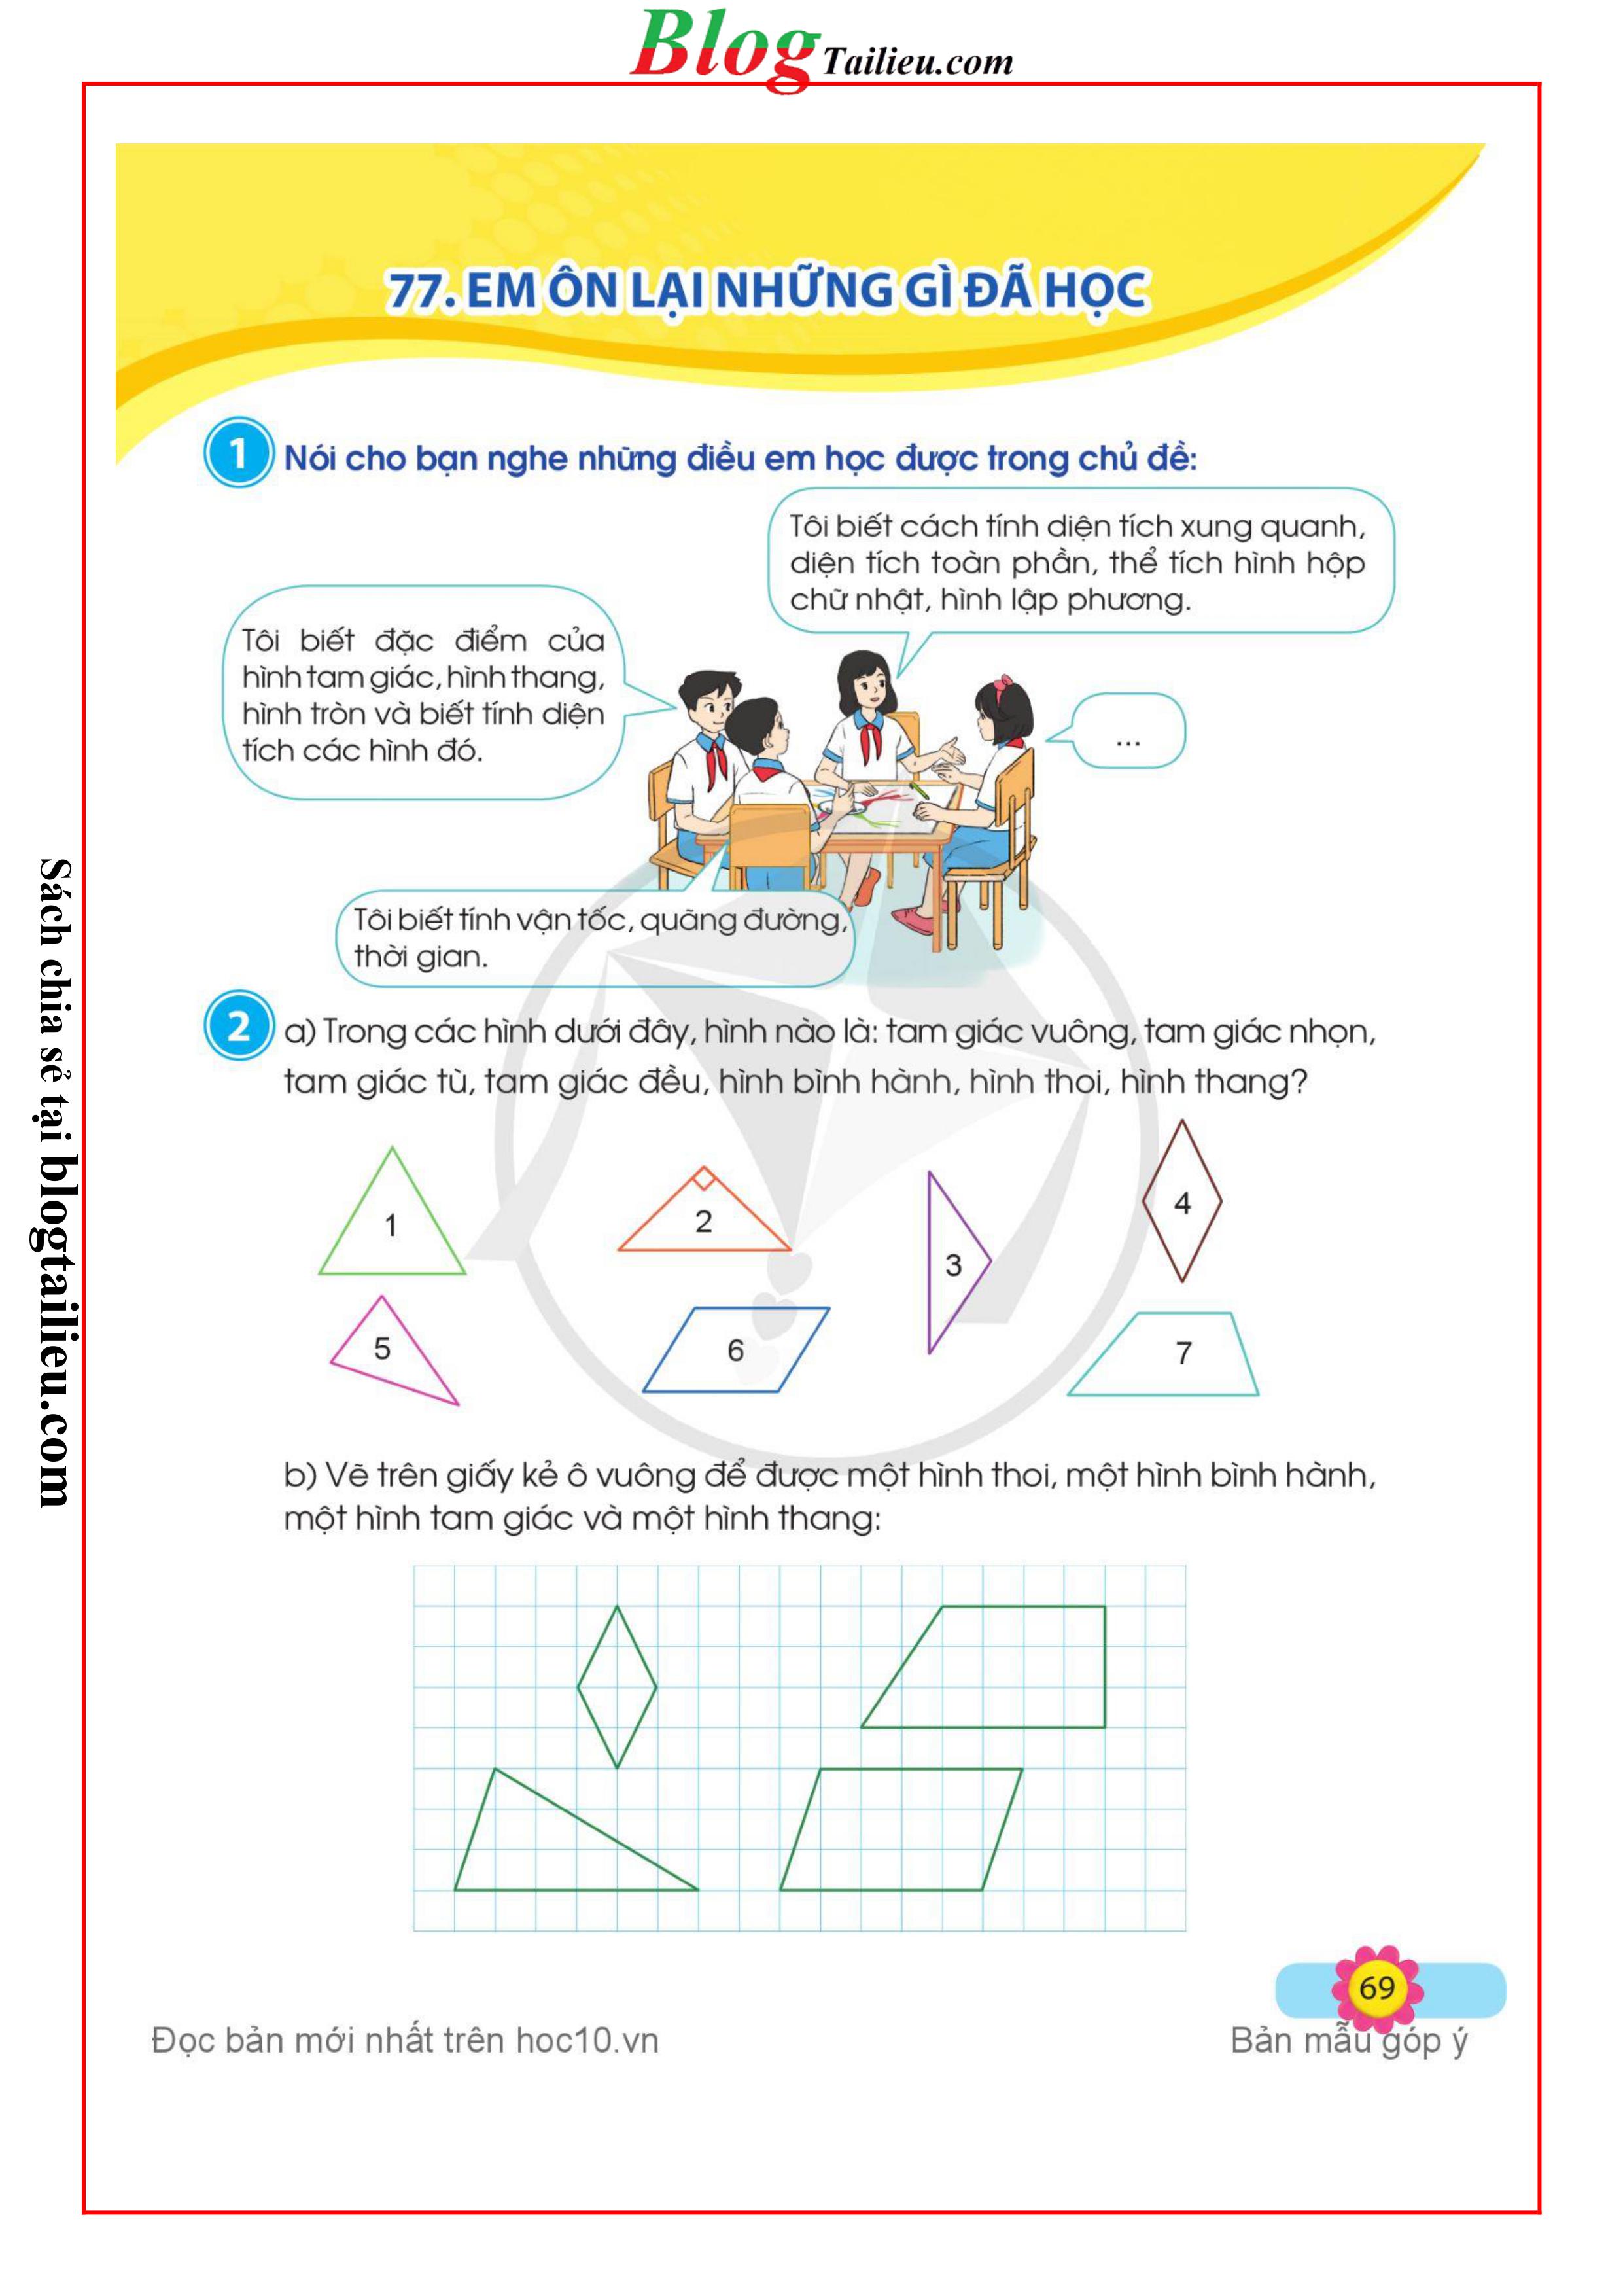 Blog Tailieu.com
77. EM ÔN LẠI NHỮNG GÌ ĐÃ HỌC
1 Nói cho bạn nghe những điều em học được trong chủ đề:
Tôi biết cách tính diện tích xung quanh,
diện tích toàn phần, thể tích hình hộp
chữ nhật, hình lập phương.
Tôi biết đặc điểm của
hình tam giác, hình thang,
hình tròn và biết tính diện
tích các hình đó.
...
Tôi biết tính vận tốc, quãng đường,
thời gian.
2 a) Trong các hình dưới đây, hình nào là: tam giác vuông, tam giác nhọn,
tam giác tù, tam giác đều, hình bình hành, hình thoi, hình thang?
1
2
3
4
5
6
7
b) Vẽ trên giấy kẻ ô vuông để được một hình thoi, một hình bình hành,
một hình tam giác và một hình thang:
69
Đọc bản mới nhất trên hoc10.vn
Bản mẫu góp ý
Sách chia sẻ tại blogtailieu.com